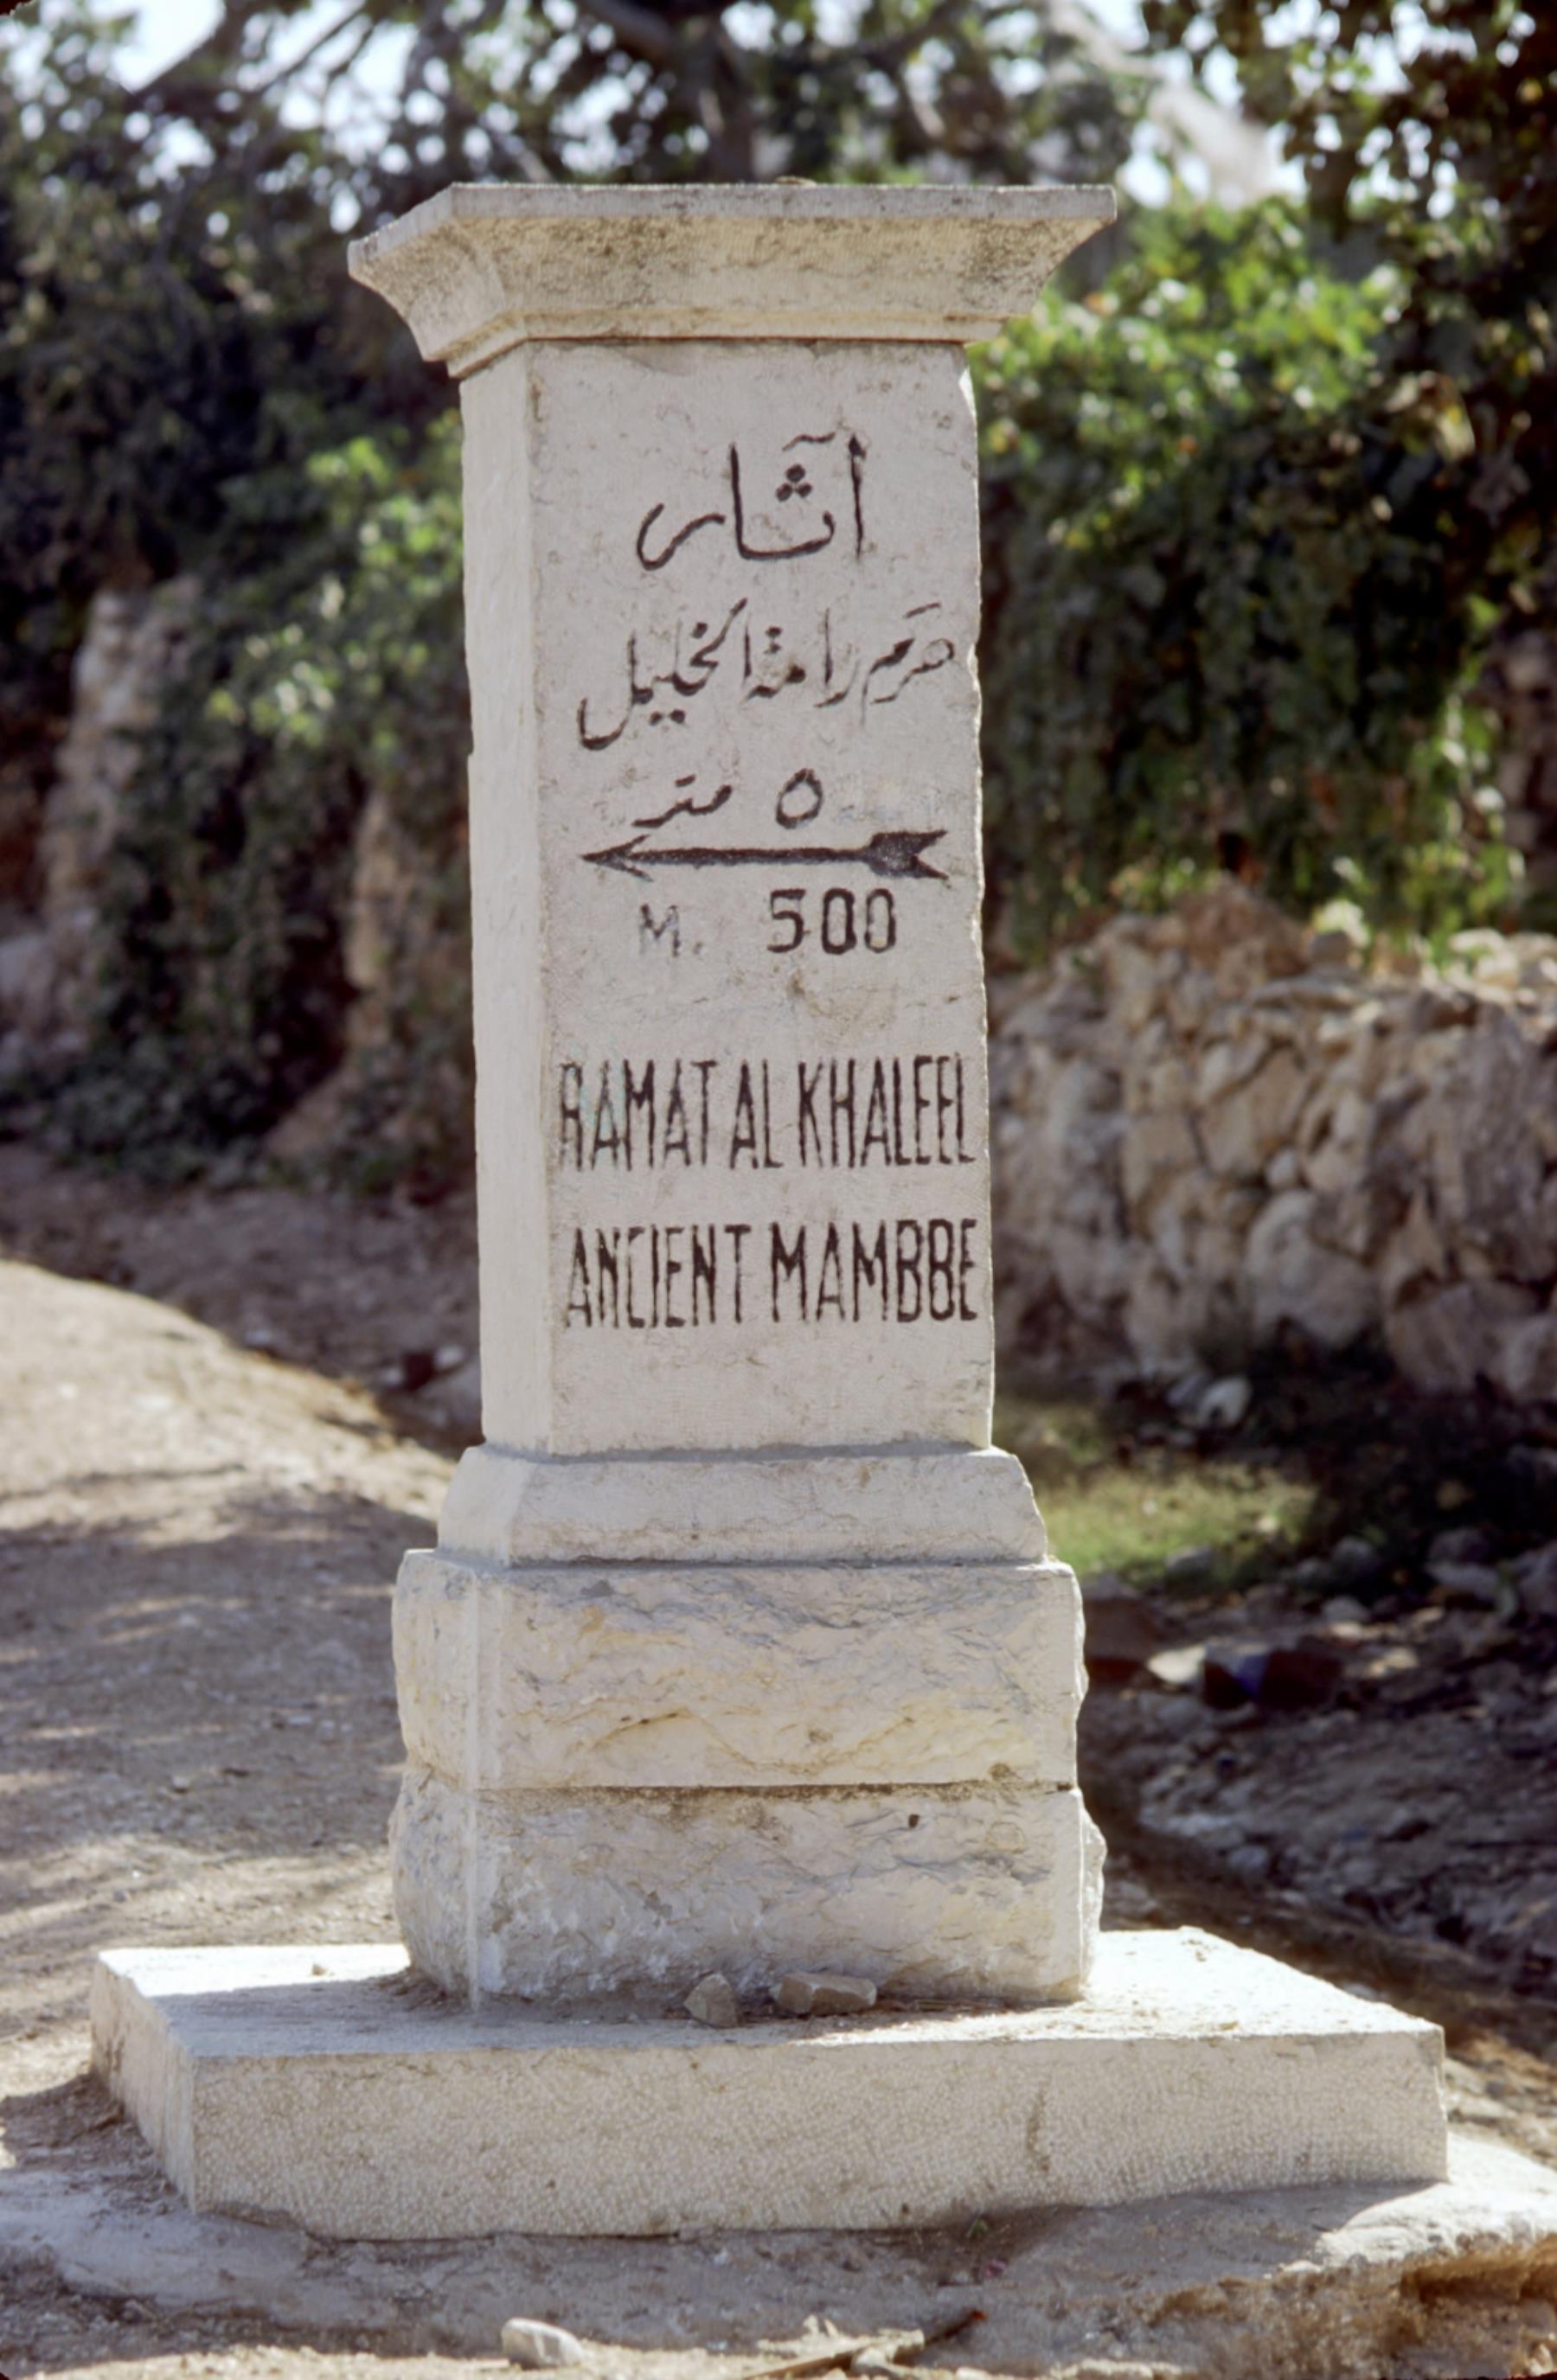 آثار
حرم رامة الخليل
٥ متر
M. 500
RAMAT AL KHALEEL
ANCIENT MAMBBE